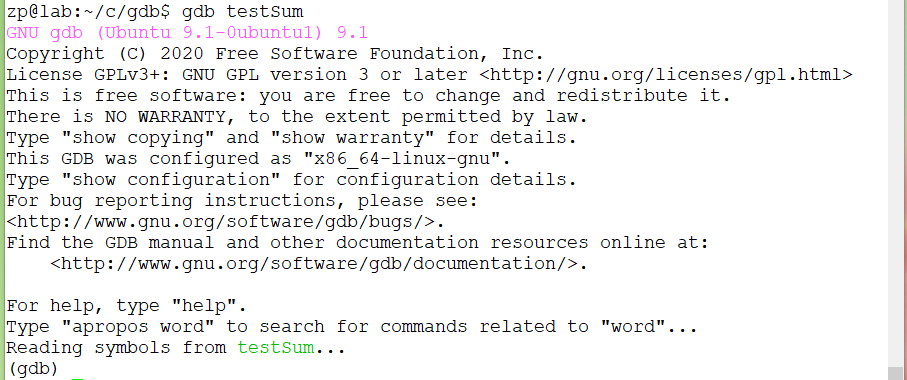 zp@lab:~/c/gdb$ gdb testSum
GNU gdb (Ubuntu 9.1-0ubuntu1) 9.1
Copyright (C) 2020 Free Software Foundation, Inc.
License GPLv3+: GNU GPL version 3 or later <http://gnu.org/licenses/gpl.html>
This is free software: you are free to change and redistribute it.
There is NO WARRANTY, to the extent permitted by law.
Type "show copying" and "show warranty" for details.
This GDB was configured as "x86_64-linux-gnu".
Type "show configuration" for configuration details.
For bug reporting instructions, please see:
<http://www.gnu.org/software/gdb/bugs/>.
Find the GDB manual and other documentation resources online at:
    <http://www.gnu.org/software/gdb/documentation/>.

For help, type "help".
Type "apropos word" to search for commands related to "word"...
Reading symbols from testSum...
(gdb)